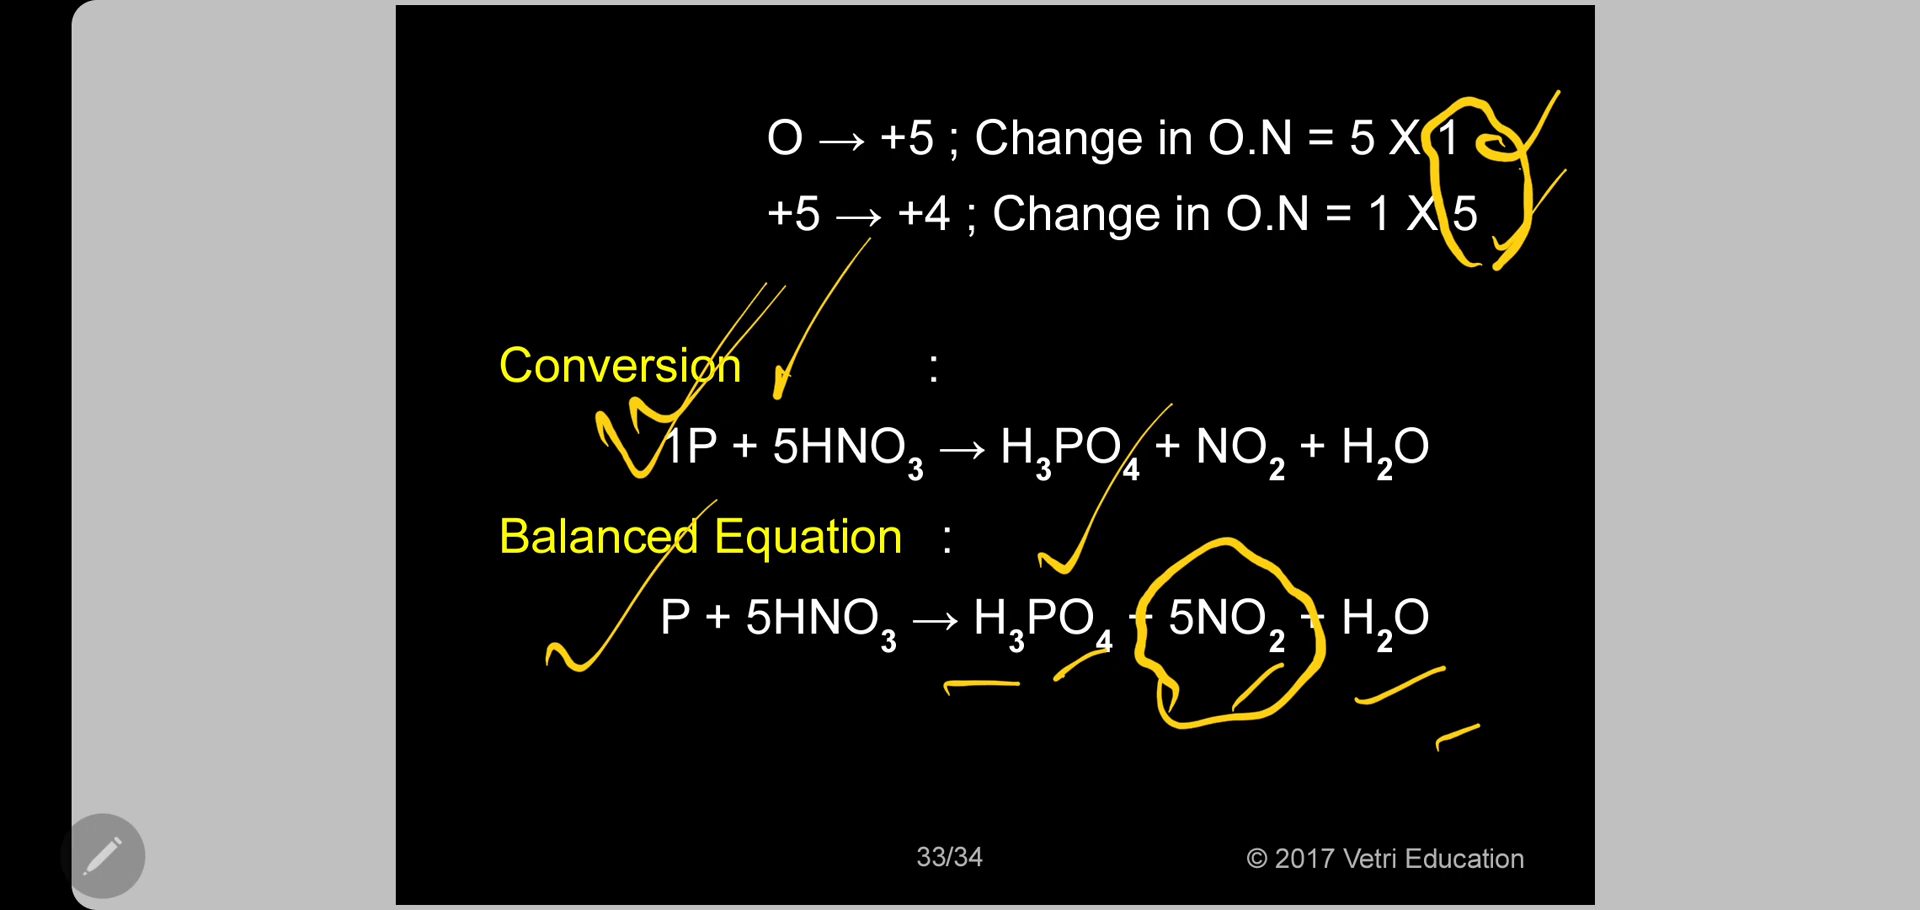 O → +5 ; Change in O.N = 5 X 1
+5 → +4 ; Change in O.N = 1 X 5
Conversion :
1P + 5HNO₃ → H₃PO₄ + NO₂ + H₂O
Balanced Equation :
P + 5HNO₃ → H₃PO₄ + 5NO₂ + H₂O
33/34
© 2017 Vetri Education